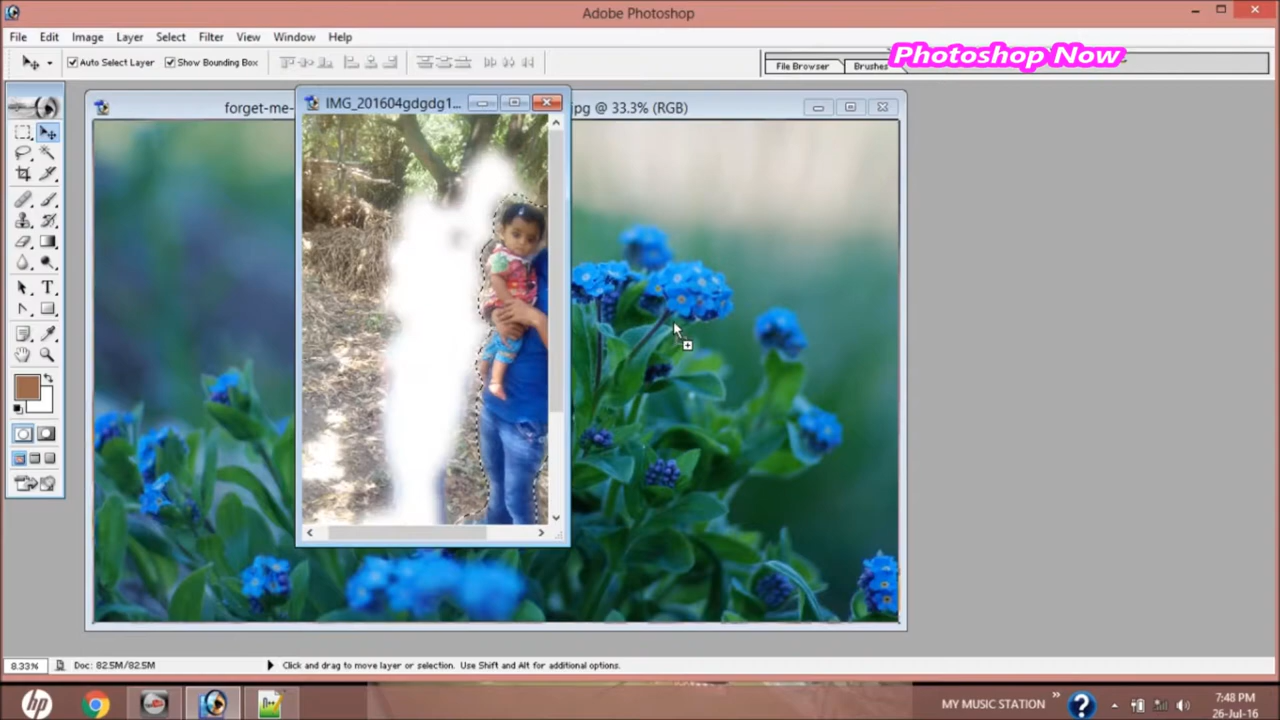 Adobe Photoshop
File Edit Image Layer Select Filter View Window Help
Auto Select Layer Show Bounding Box
File Browser Brushes
Photoshop Now
forget-me-
IMG_201604gdgdg1...
jpg @ 33.3% (RGB)
8.33% Doc: 82.5M/82.5M Click and drag to move layer or selection. Use Shift and Alt for additional options.
hp
MY MUSIC STATION
7:48 PM
26-Jul-16